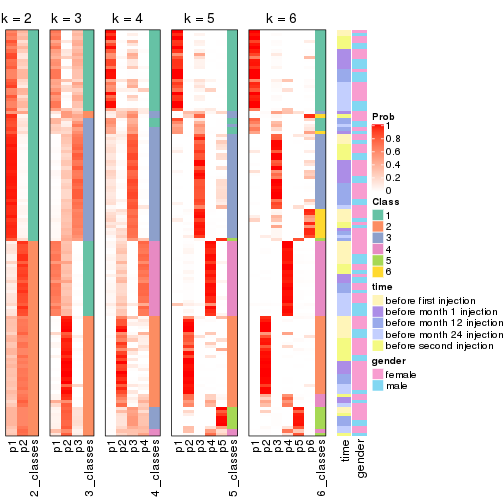 k = 2 k = 3 k = 4 k = 5 k = 6
Prob
1
0.8
0.6
0.4
0.2
0
Class
1
2
3
4
5
6
time
before first injection
before month 1 injection
before month 12 injection
before month 24 injection
before second injection
gender
female
male
p1 p2 2_classes p1 p2 p3 3_classes p1 p2 p3 p4 4_classes p1 p2 p3 p4 p5 5_classes p1 p2 p3 p4 p5 p6 6_classes time gender